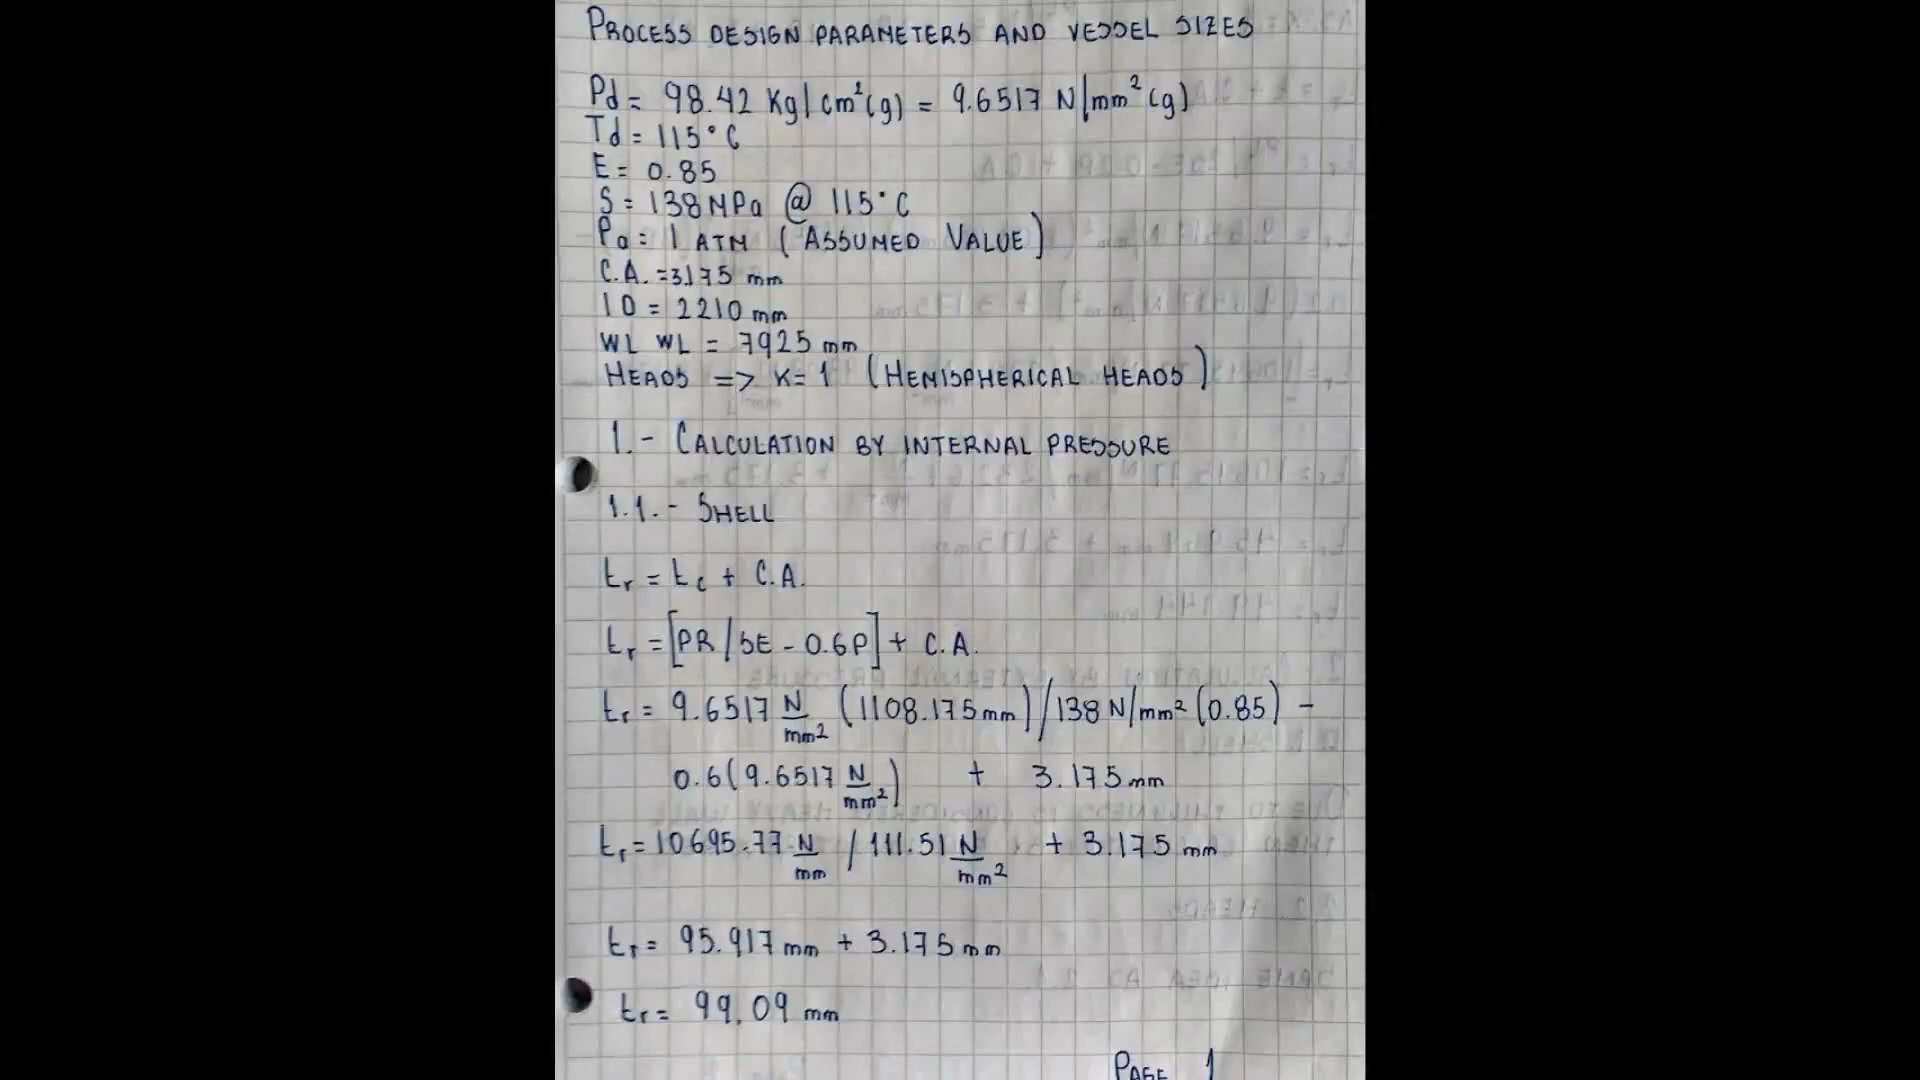 PROCESS DESIGN PARAMETERS AND VESSEL SIZES
Pd = 98.42 Kg/cm²(g) = 9.6517 N/mm²(g)
Td = 115°C
E = 0.85
S = 138 MPa @ 115°C
Pa = 1 ATM (ASSUMED VALUE)
C.A. = 3.175 mm
ID = 2210 mm
WL WL = 7925 mm
HEADS => K = 1 (HEMISPHERICAL HEADS)
1.- CALCULATION BY INTERNAL PRESSURE
1.1.- SHELL
tr = tc + C.A.
tr = [PR/SE - 0.6P] + C.A.
tr = 9.6517 N/mm² (1108.175 mm) / 138 N/mm² (0.85) -
0.6(9.6517 N/mm²) + 3.175 mm
tr = 10695.77 N/mm / 111.51 N/mm² + 3.175 mm
tr = 95.917 mm + 3.175 mm
tr = 99.09 mm
PAGE 1